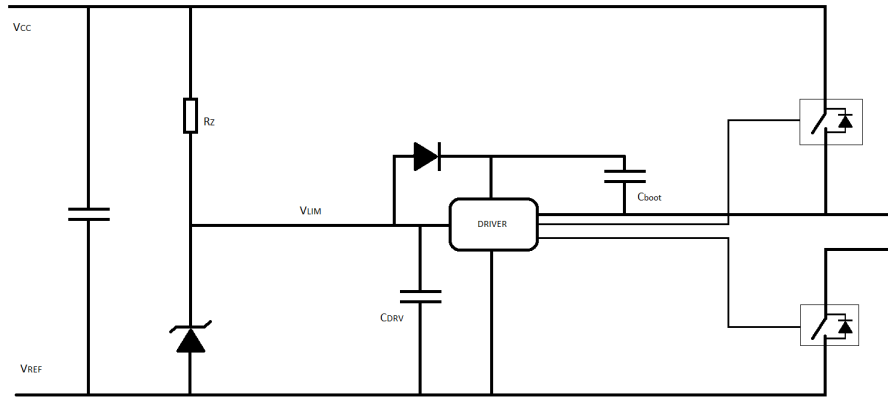 VCC
RZ
Cboot
VLIM
DRIVER
CDRV
VREF